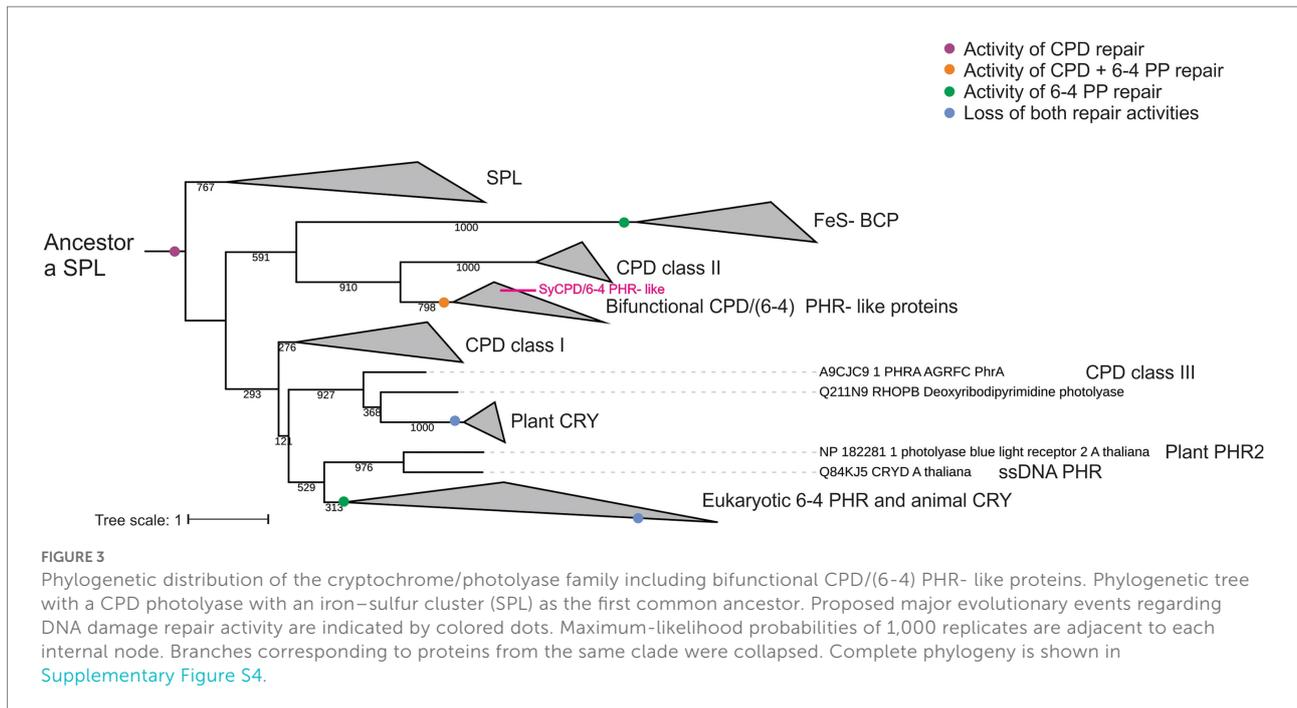 Activity of CPD repair
Activity of CPD + 6-4 PP repair
Activity of 6-4 PP repair
Loss of both repair activities
767
SPL
1000
FeS- BCP
Ancestor
a SPL
591
1000
CPD class II
910
SyCPD/6-4 PHR- like
798
Bifunctional CPD/(6-4) PHR- like proteins
276
CPD class I
A9CJC9 1 PHRA AGRFC PhrA CPD class III
293
927
Q211N9 RHOPB Deoxyribodipyrimidine photolyase
368
1000
Plant CRY
121
NP 182281 1 photolyase blue light receptor 2 A thaliana Plant PHR2
976
Q84KJ5 CRYD A thaliana ssDNA PHR
529
313
Eukaryotic 6-4 PHR and animal CRY
Tree scale: 1
FIGURE 3
Phylogenetic distribution of the cryptochrome/photolyase family including bifunctional CPD/(6-4) PHR- like proteins. Phylogenetic tree
with a CPD photolyase with an iron–sulfur cluster (SPL) as the first common ancestor. Proposed major evolutionary events regarding
DNA damage repair activity are indicated by colored dots. Maximum-likelihood probabilities of 1,000 replicates are adjacent to each
internal node. Branches corresponding to proteins from the same clade were collapsed. Complete phylogeny is shown in
Supplementary Figure S4.